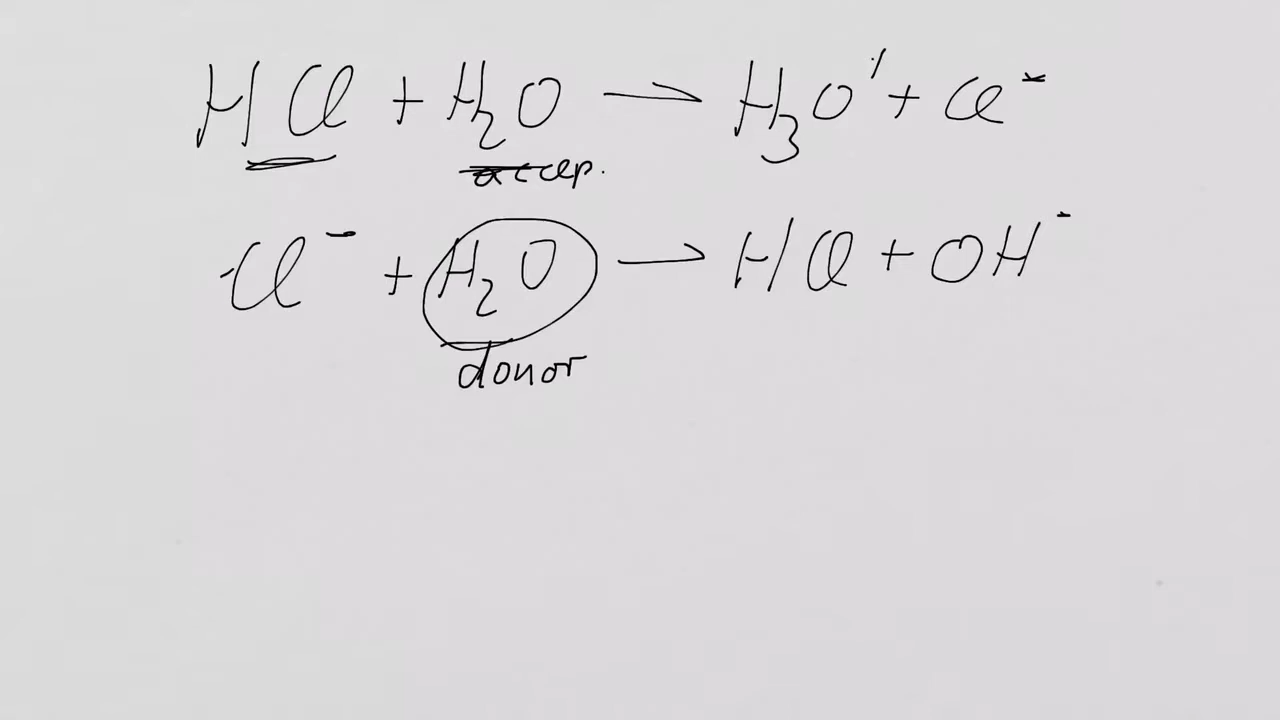 HCl + H₂O → H₃O⁺ + Cl⁻
accep.
Cl⁻ + H₂O → HCl + OH⁻
donor